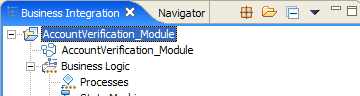 Business Integration Navigator
AccountVerification_Module
AccountVerification_Module
Business Logic
Processes